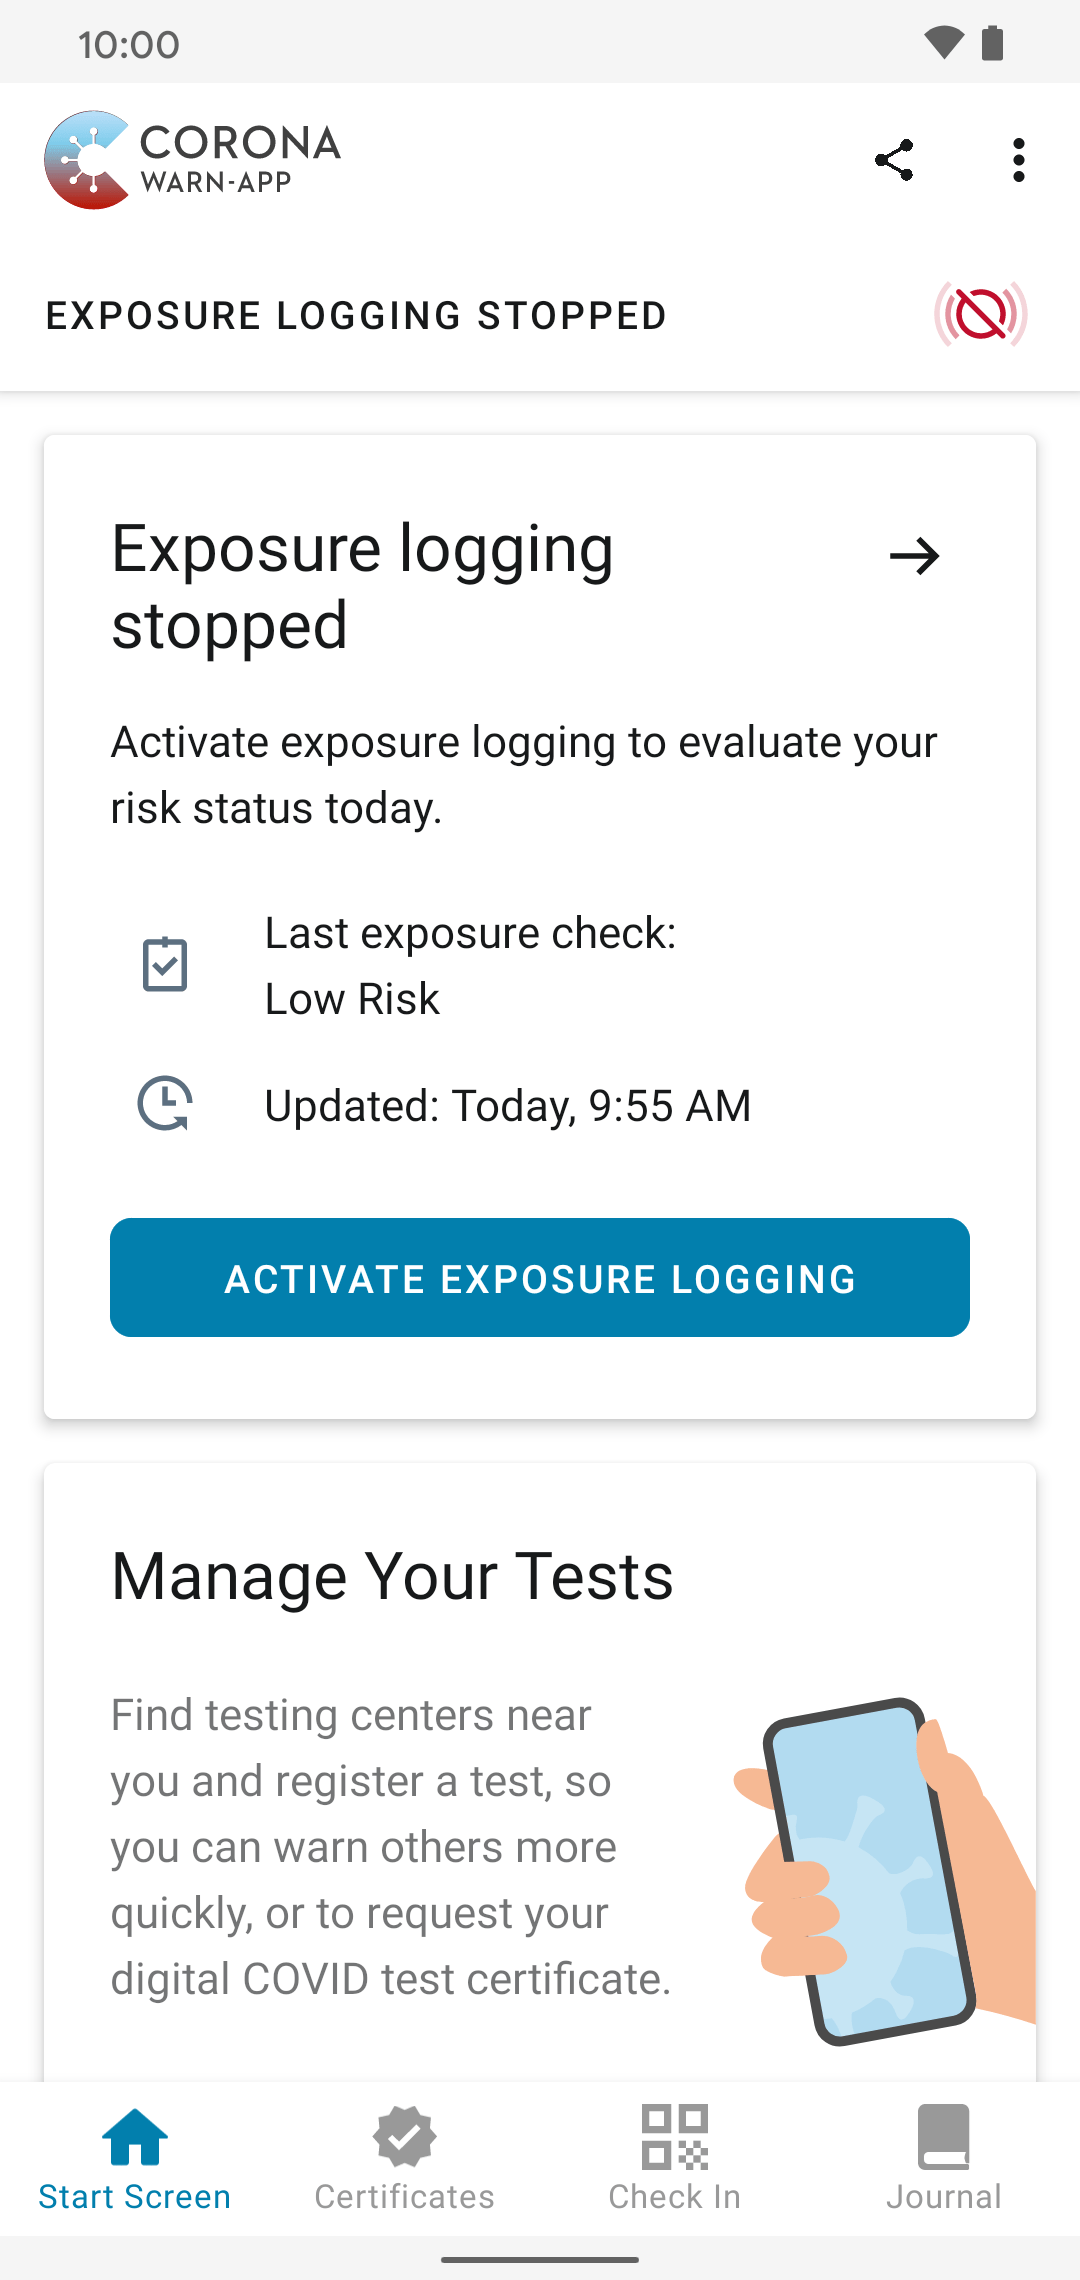 10:00
CORONA
WARN-APP
EXPOSURE LOGGING STOPPED
Exposure logging
stopped
Activate exposure logging to evaluate your
risk status today.
Last exposure check:
Low Risk
Updated: Today, 9:55 AM
ACTIVATE EXPOSURE LOGGING
Manage Your Tests
Find testing centers near
you and register a test, so
you can warn others more
quickly, or to request your
digital COVID test certificate.
Start Screen
Certificates
Check In
Journal